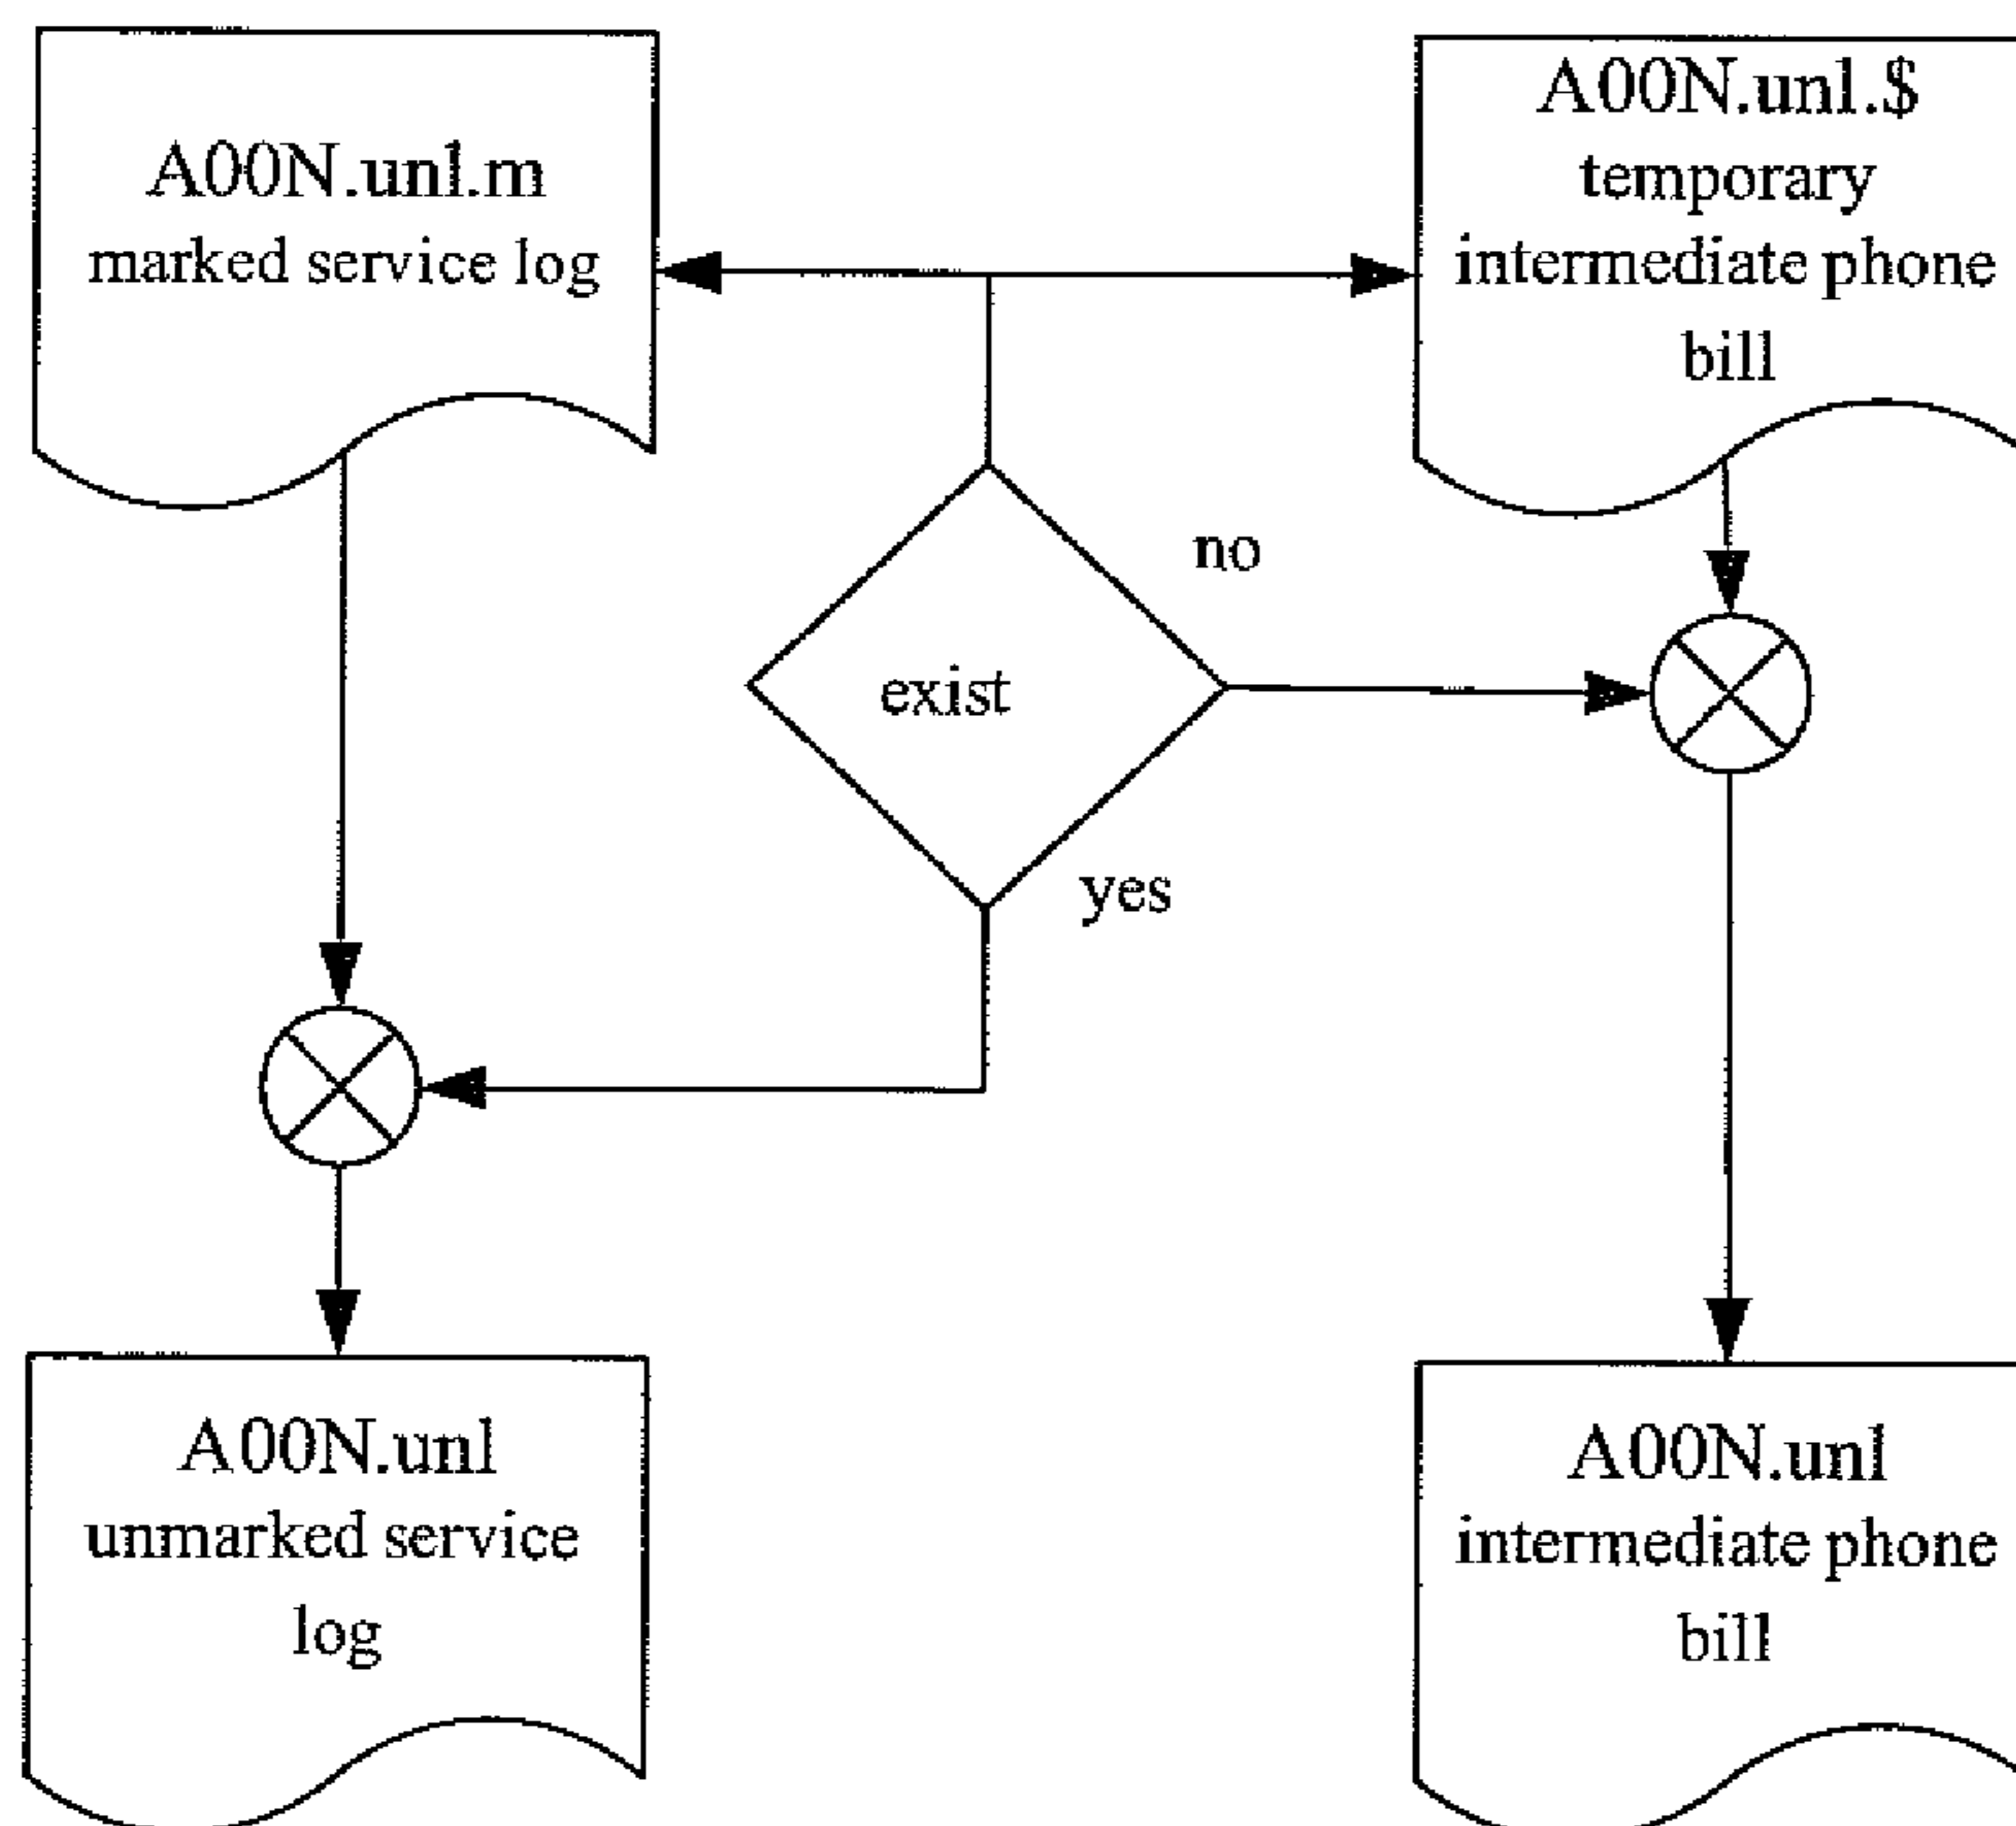 A00N.unl.m
marked service log
A00N.unl.$
temporary
intermediate phone
bill
no
exist
yes
A00N.unl
unmarked service
log
A00N.unl
intermediate phone
bill